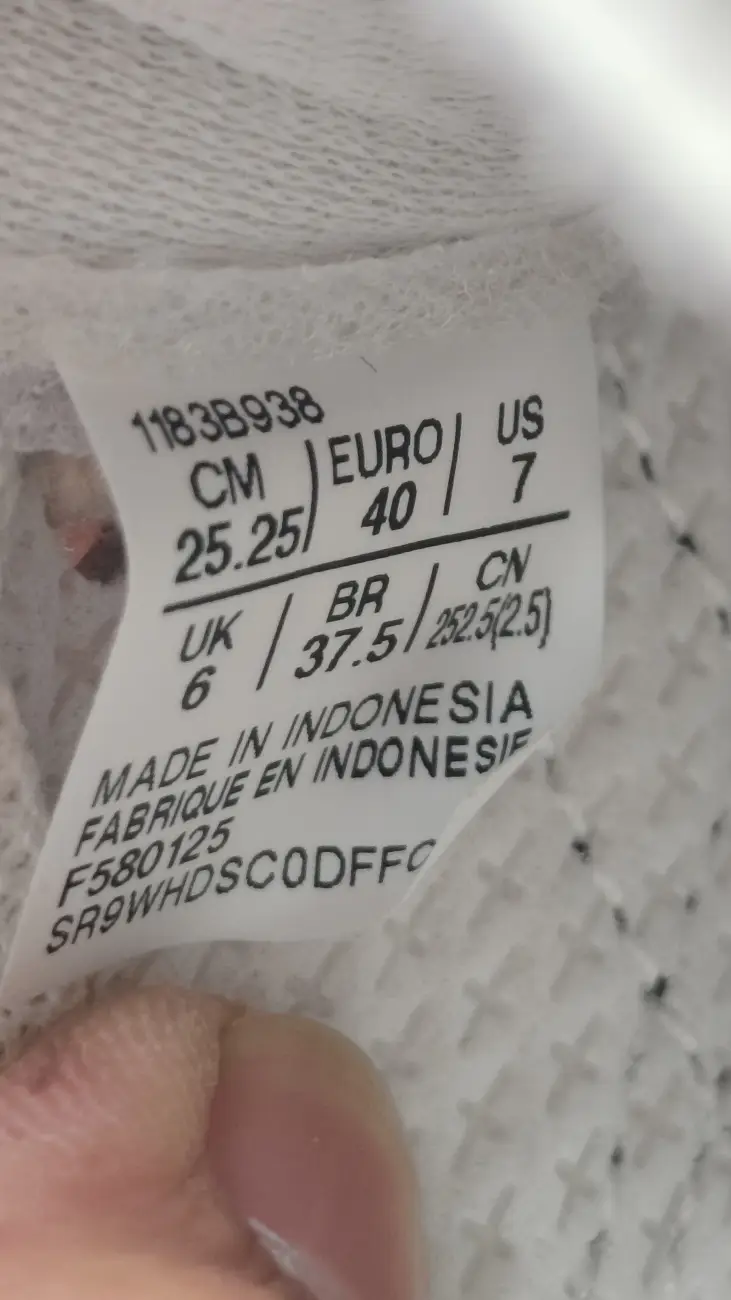 1183B938
CM / EURO / US
25.25 / 40 / 7
UK / BR / CN
6 / 37.5 / 252.5(2.5)
MADE IN INDONESIA
FABRIQUE EN INDONESIE
F580125
SR9WHDSC0DFF